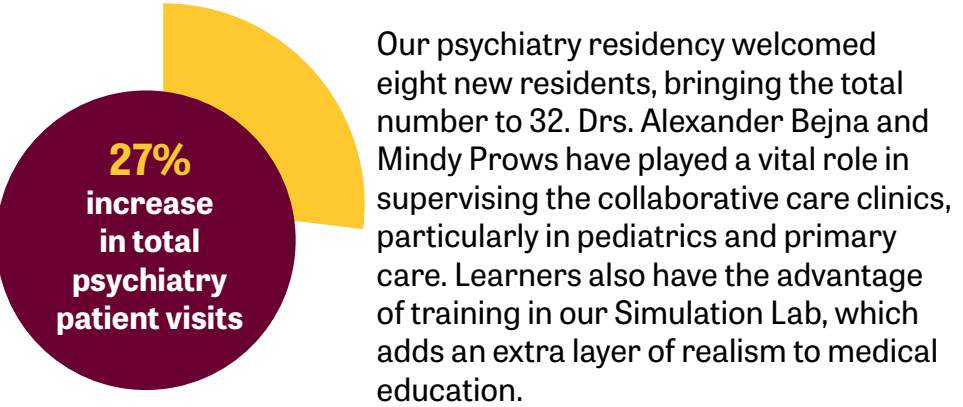 27%
increase
in total
psychiatry
patient visits
Our psychiatry residency welcomed
eight new residents, bringing the total
number to 32. Drs. Alexander Bejna and
Mindy Prows have played a vital role in
supervising the collaborative care clinics,
particularly in pediatrics and primary
care. Learners also have the advantage
of training in our Simulation Lab, which
adds an extra layer of realism to medical
education.